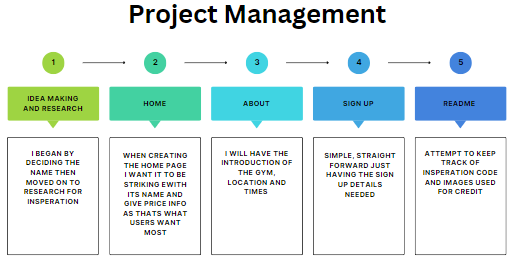 Project Management
1
2
3
4
5
IDEA MAKING
AND RESEARCH
HOME
ABOUT
SIGN UP
README
I BEGAN BY
DECIDING THE
NAME THEN
MOVED ON TO
RESEARCH FOR
INSPERATION
WHEN CREATING
THE HOME PAGE
I WANT IT TO BE
STRIKING EWITH
ITS NAME AND
GIVE PRICE INFO
AS THATS WHAT
USERS WANT
MOST
I WILL HAVE THE
INTRODUCTION OF
THE GYM,
LOCATION AND
TIMES
SIMPLE, STRAIGHT
FORWARD JUST
HAVING THE SIGN
UP DETAILS
NEEDED
ATTEMPT TO KEEP
TRACK OF
INSPERATION CODE
AND IMAGES USED
FOR CREDIT